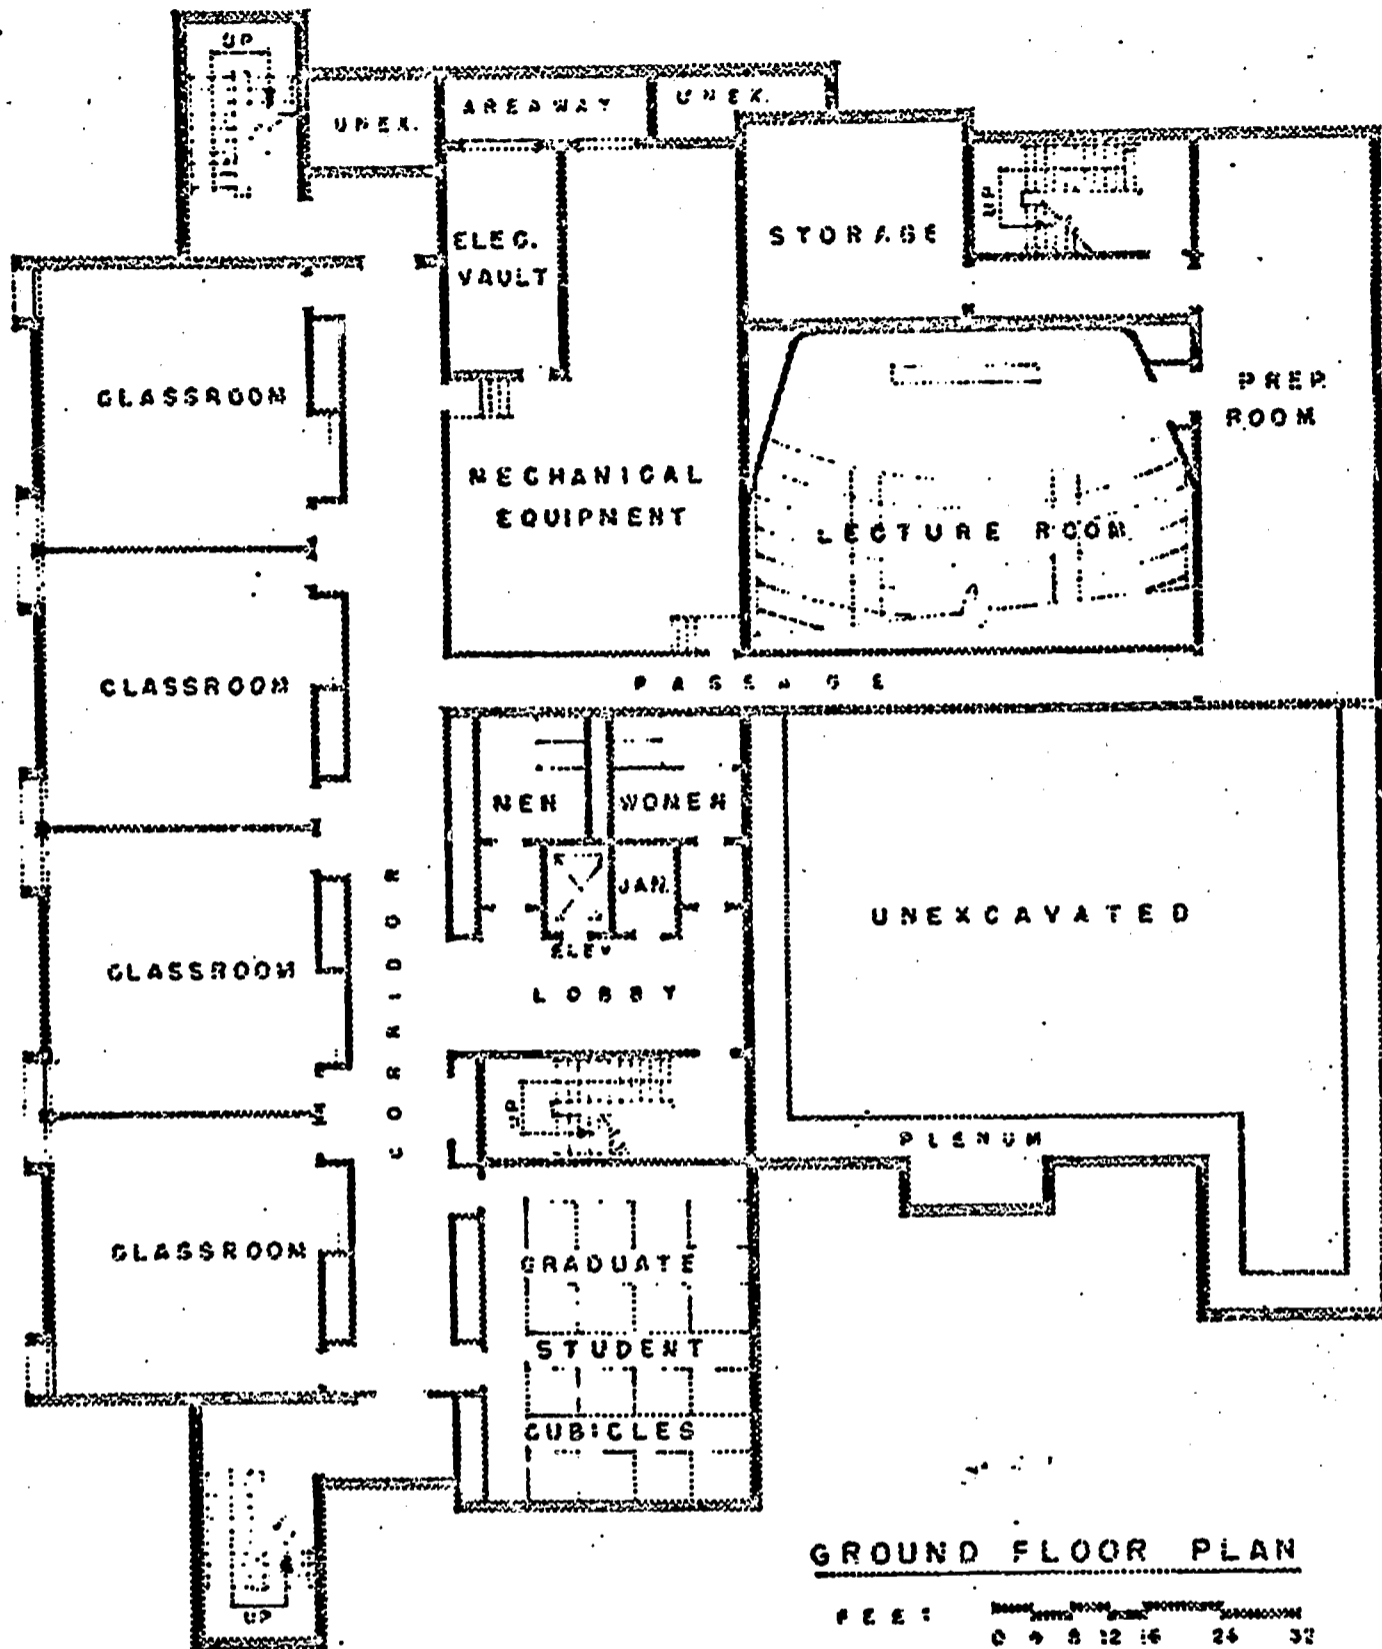 UP
UNEX.
AREAWAY
UNEX.
UP
STORAGE
ELEC.
VAULT
CLASSROOM
PREP.
ROOM
MECHANICAL
EQUIPMENT
LECTURE ROOM
CLASSROOM
PASSAGE
MEN
WOMEN
JAN.
CORRIDOR
UNEXCAVATED
ELEV
CLASSROOM
LOBBY
UP
PLENUM
CLASSROOM
GRADUATE
STUDENT
CUBICLES
UP
GROUND FLOOR PLAN
FEET
0 4 8 12 16 24 32